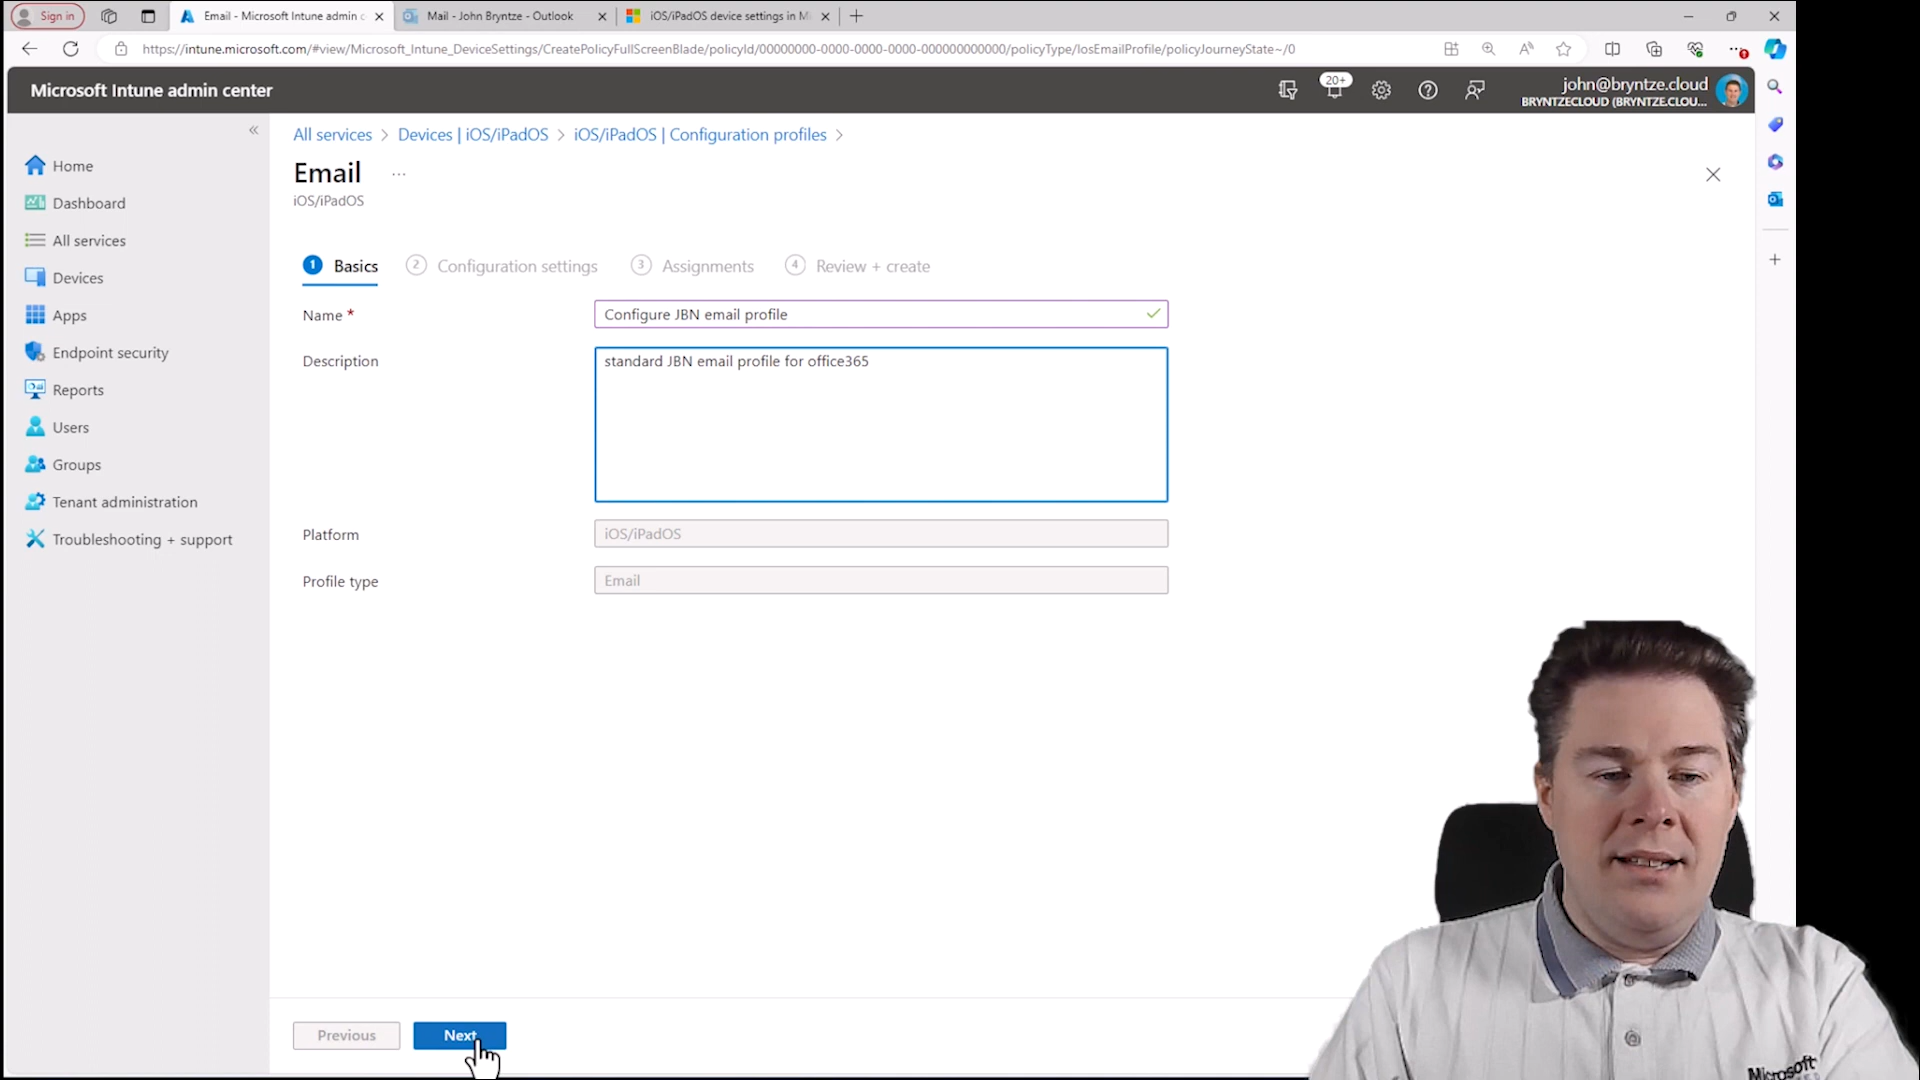 Sign in
Email - Microsoft Intune admin c
Mail - John Bryntze - Outlook
iOS/iPadOS device settings in M
https://intune.microsoft.com/#view/Microsoft_Intune_DeviceSettings/CreatePolicyFullScreenBlade/policyId/00000000-0000-0000-0000-000000000000/policyType/IosEmailProfile/policyJourneyState~/0
Microsoft Intune admin center
20+
john@bryntze.cloud
BRYNTZECLOUD (BRYNTZE.CLOU...
All services > Devices | iOS/iPadOS > iOS/iPadOS | Configuration profiles >
Email ...
iOS/iPadOS
Home
Dashboard
All services
Devices
Apps
Endpoint security
Reports
Users
Groups
Tenant administration
Troubleshooting + support
1 Basics
2 Configuration settings
3 Assignments
4 Review + create
Name *
Configure JBN email profile
Description
standard JBN email profile for office365
Platform
iOS/iPadOS
Profile type
Email
Previous
Next
Microsoft